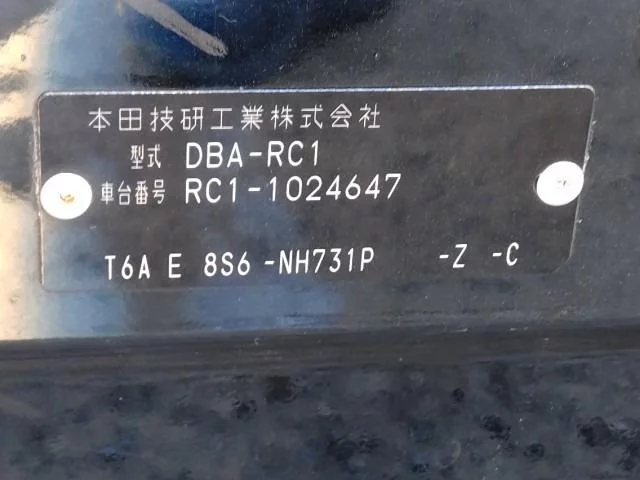 本田技研工業株式会社
型式 DBA-RC1
車台番号 RC1-1024647
T6A E 8S6 -NH731P -Z -C